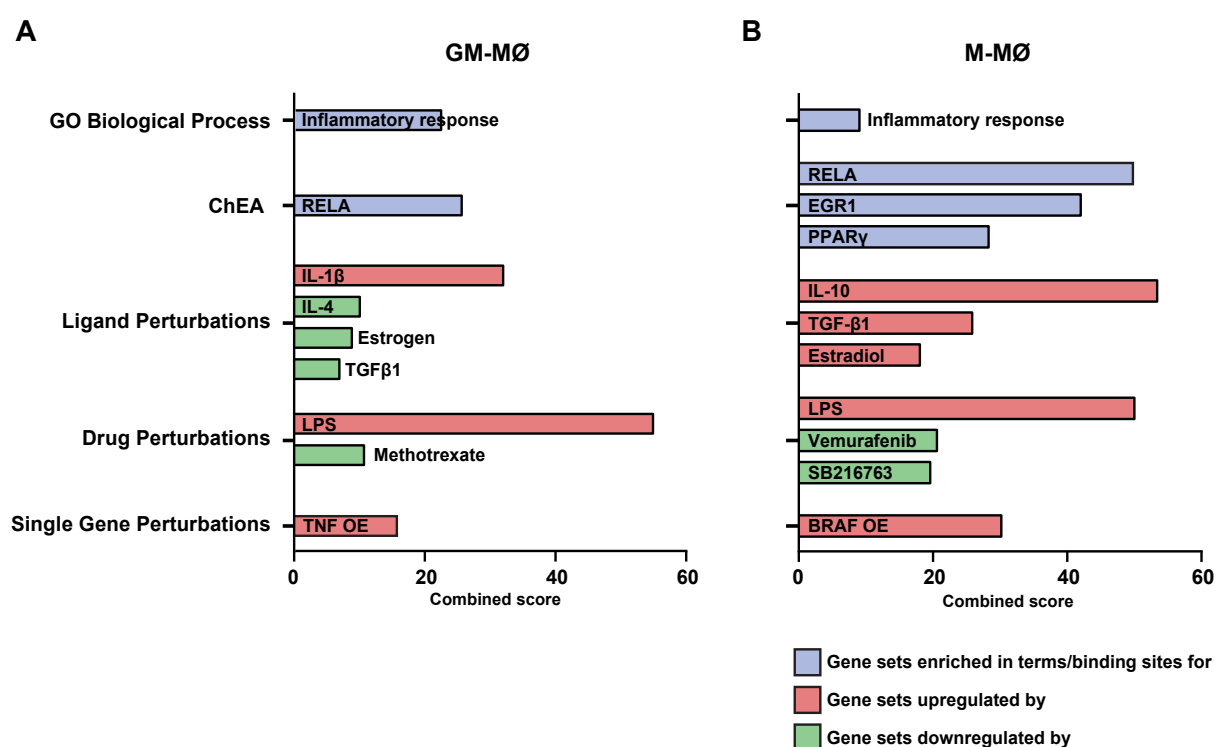 A
GM-MØ
GO Biological Process
Inflammatory response
ChEA
RELA
Ligand Perturbations
IL-1β
IL-4
Estrogen
TGFβ1
Drug Perturbations
LPS
Methotrexate
Single Gene Perturbations
TNF OE
0 20 40 60
Combined score
B
M-MØ
Inflammatory response
RELA
EGR1
PPARγ
IL-10
TGF-β1
Estradiol
LPS
Vemurafenib
SB216763
BRAF OE
0 20 40 60
Combined score
Gene sets enriched in terms/binding sites for
Gene sets upregulated by
Gene sets downregulated by